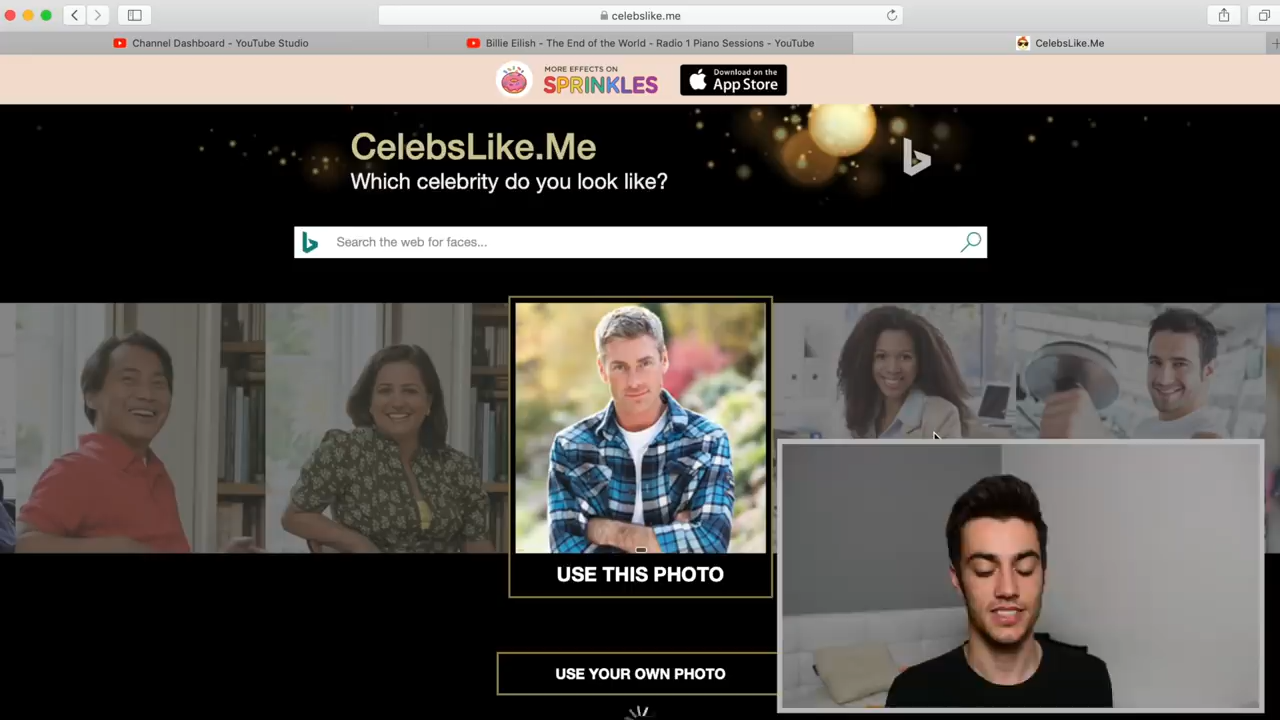 celebslike.me
Channel Dashboard - YouTube Studio
Billie Eilish - The End of the World - Radio 1 Piano Sessions - YouTube
CelebsLike.Me
MORE EFFECTS ON
SPRINKLES
Download on the
App Store
CelebsLike.Me
Which celebrity do you look like?
Search the web for faces...
USE THIS PHOTO
USE YOUR OWN PHOTO